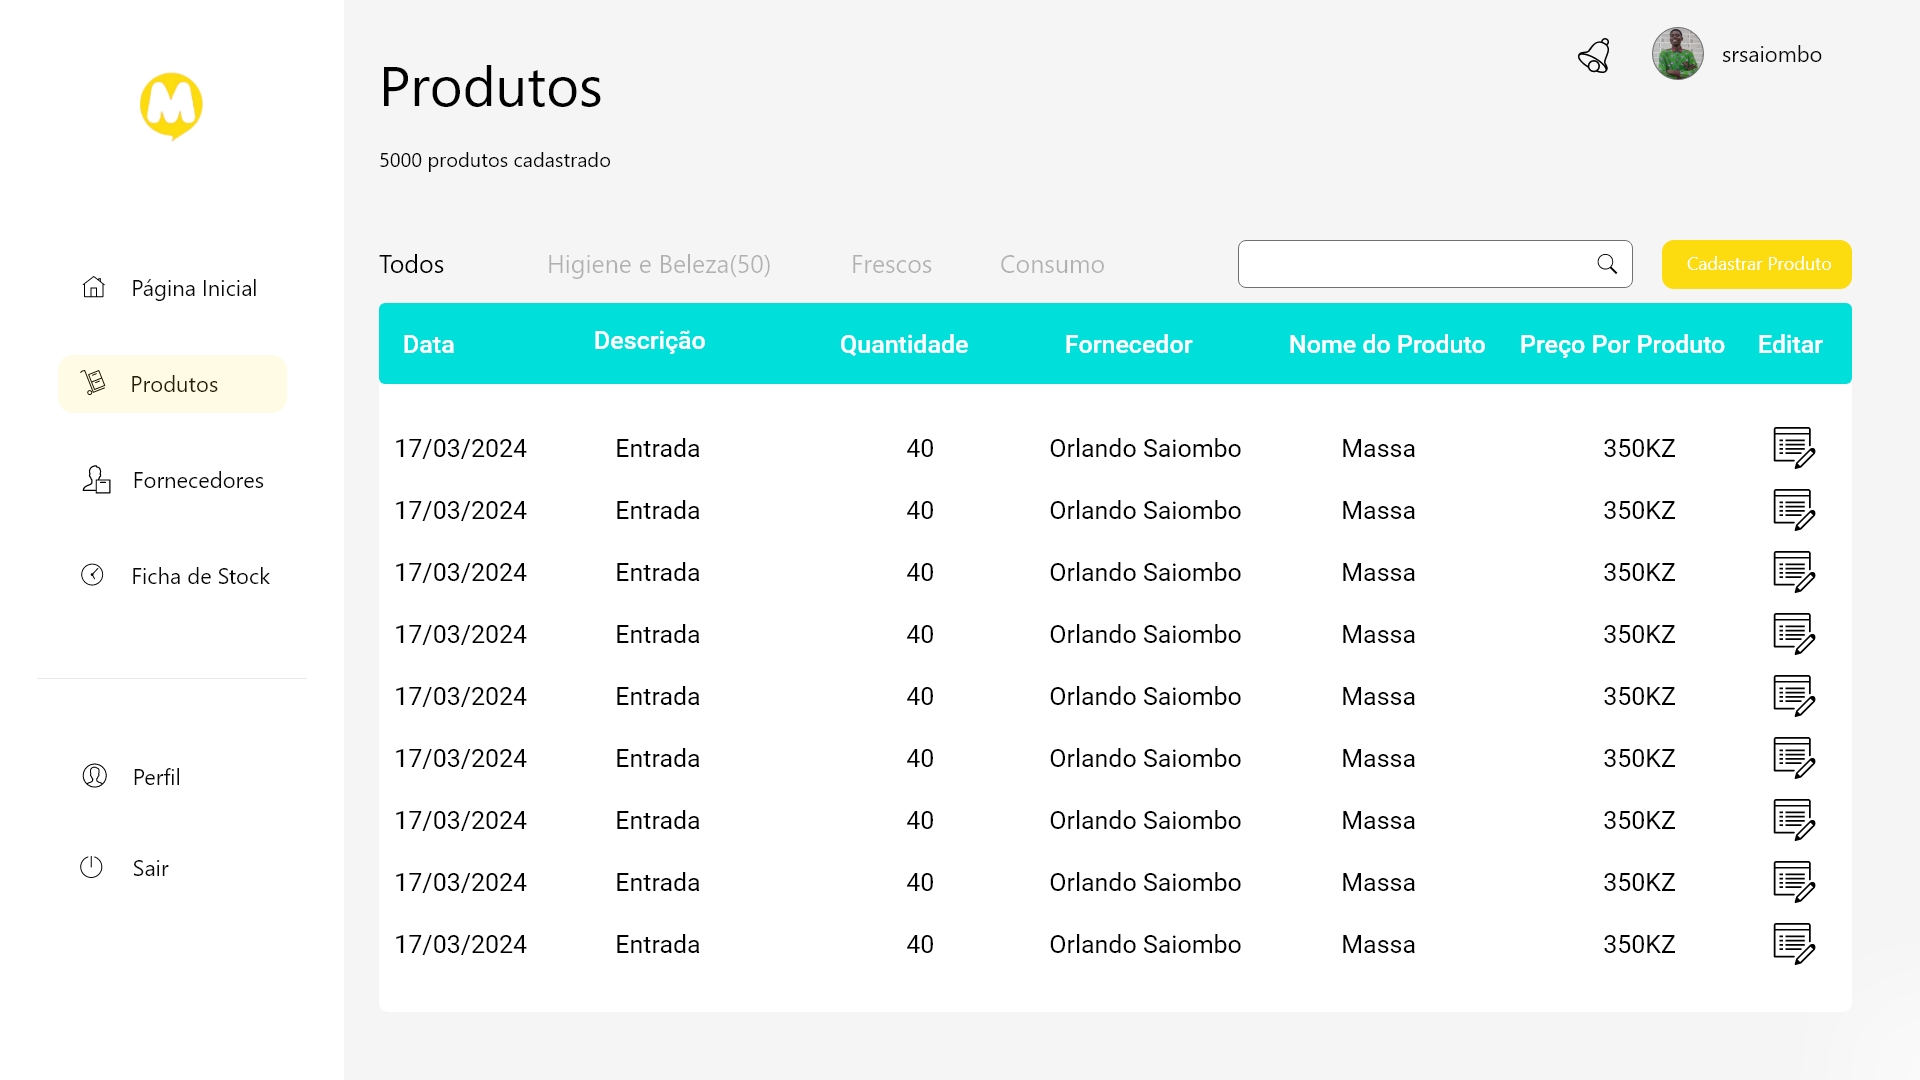 M
srsaiombo
Produtos
5000 produtos cadastrado
Página Inicial
Produtos
Fornecedores
Ficha de Stock
Perfil
Sair
Todos Higiene e Beleza(50) Frescos Consumo Cadastrar Produto
Data Descrição Quantidade Fornecedor Nome do Produto Preço Por Produto Editar
17/03/2024 Entrada 40 Orlando Saiombo Massa 350KZ
17/03/2024 Entrada 40 Orlando Saiombo Massa 350KZ
17/03/2024 Entrada 40 Orlando Saiombo Massa 350KZ
17/03/2024 Entrada 40 Orlando Saiombo Massa 350KZ
17/03/2024 Entrada 40 Orlando Saiombo Massa 350KZ
17/03/2024 Entrada 40 Orlando Saiombo Massa 350KZ
17/03/2024 Entrada 40 Orlando Saiombo Massa 350KZ
17/03/2024 Entrada 40 Orlando Saiombo Massa 350KZ
17/03/2024 Entrada 40 Orlando Saiombo Massa 350KZ